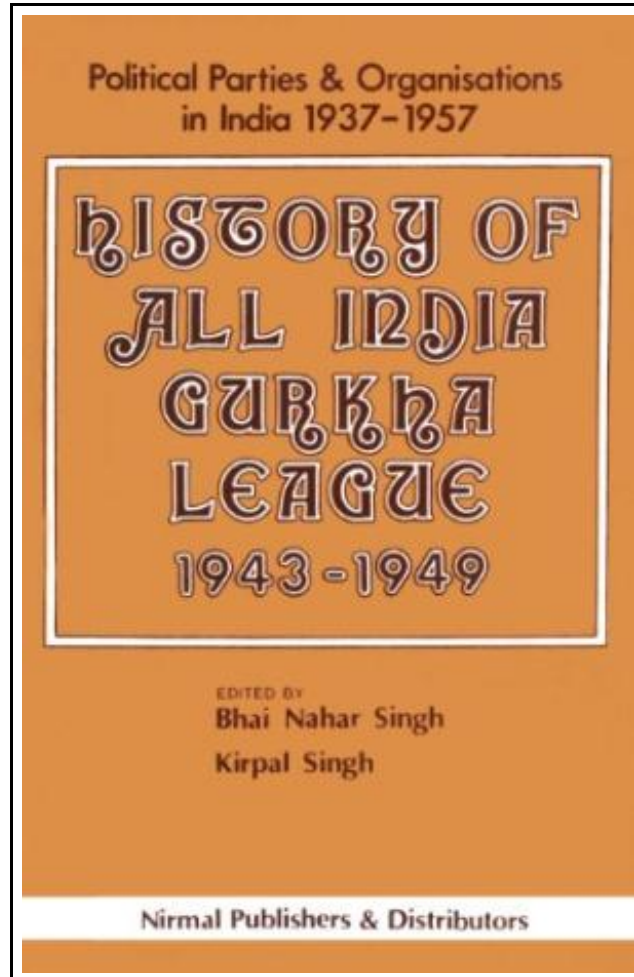 Political Parties & Organisations
in India 1937-1957
HISTORY OF
ALL INDIA
GURKHA
LEAGUE
1943-1949
EDITED BY
Bhai Nahar Singh
Kirpal Singh
Nirmal Publishers & Distributors